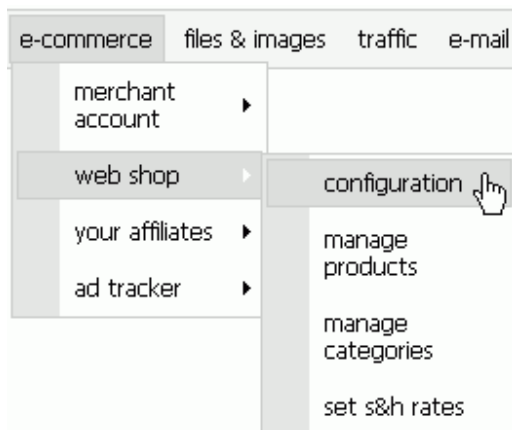 e-commerce files & images traffic e-mail
merchant
account
web shop
your affiliates
ad tracker
configuration
manage
products
manage
categories
set s&h rates